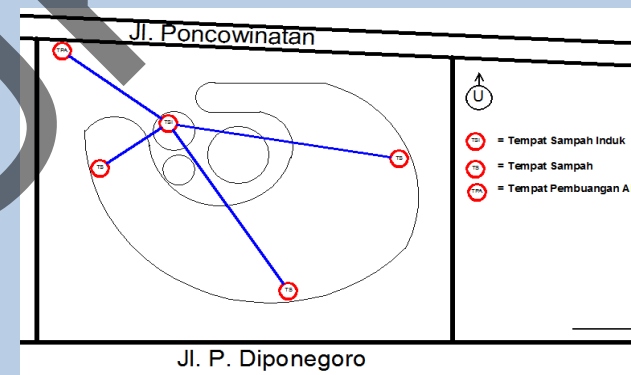 Jl. Poncowinatan
TPA
U
TSI
TSI = Tempat Sampah Induk
TS
TS
TS = Tempat Sampah
TPA = Tempat Pembuangan A
TS
Jl. P. Diponegoro